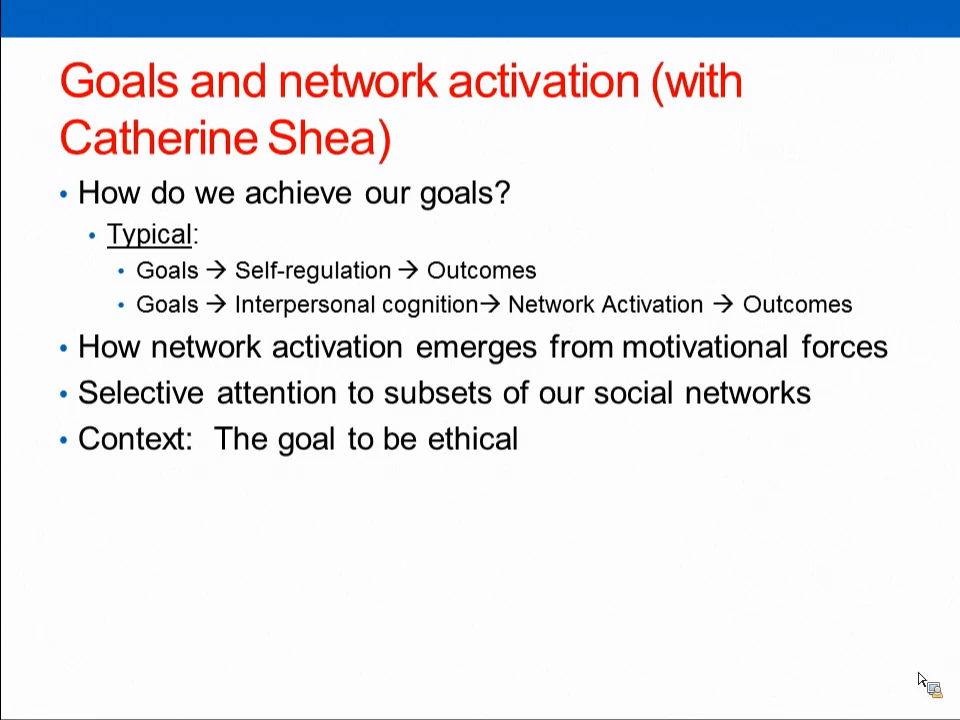 Goals and network activation (with
Catherine Shea)
• How do we achieve our goals?
• Typical:
• Goals → Self-regulation → Outcomes
• Goals → Interpersonal cognition→ Network Activation → Outcomes
• How network activation emerges from motivational forces
• Selective attention to subsets of our social networks
• Context:  The goal to be ethical